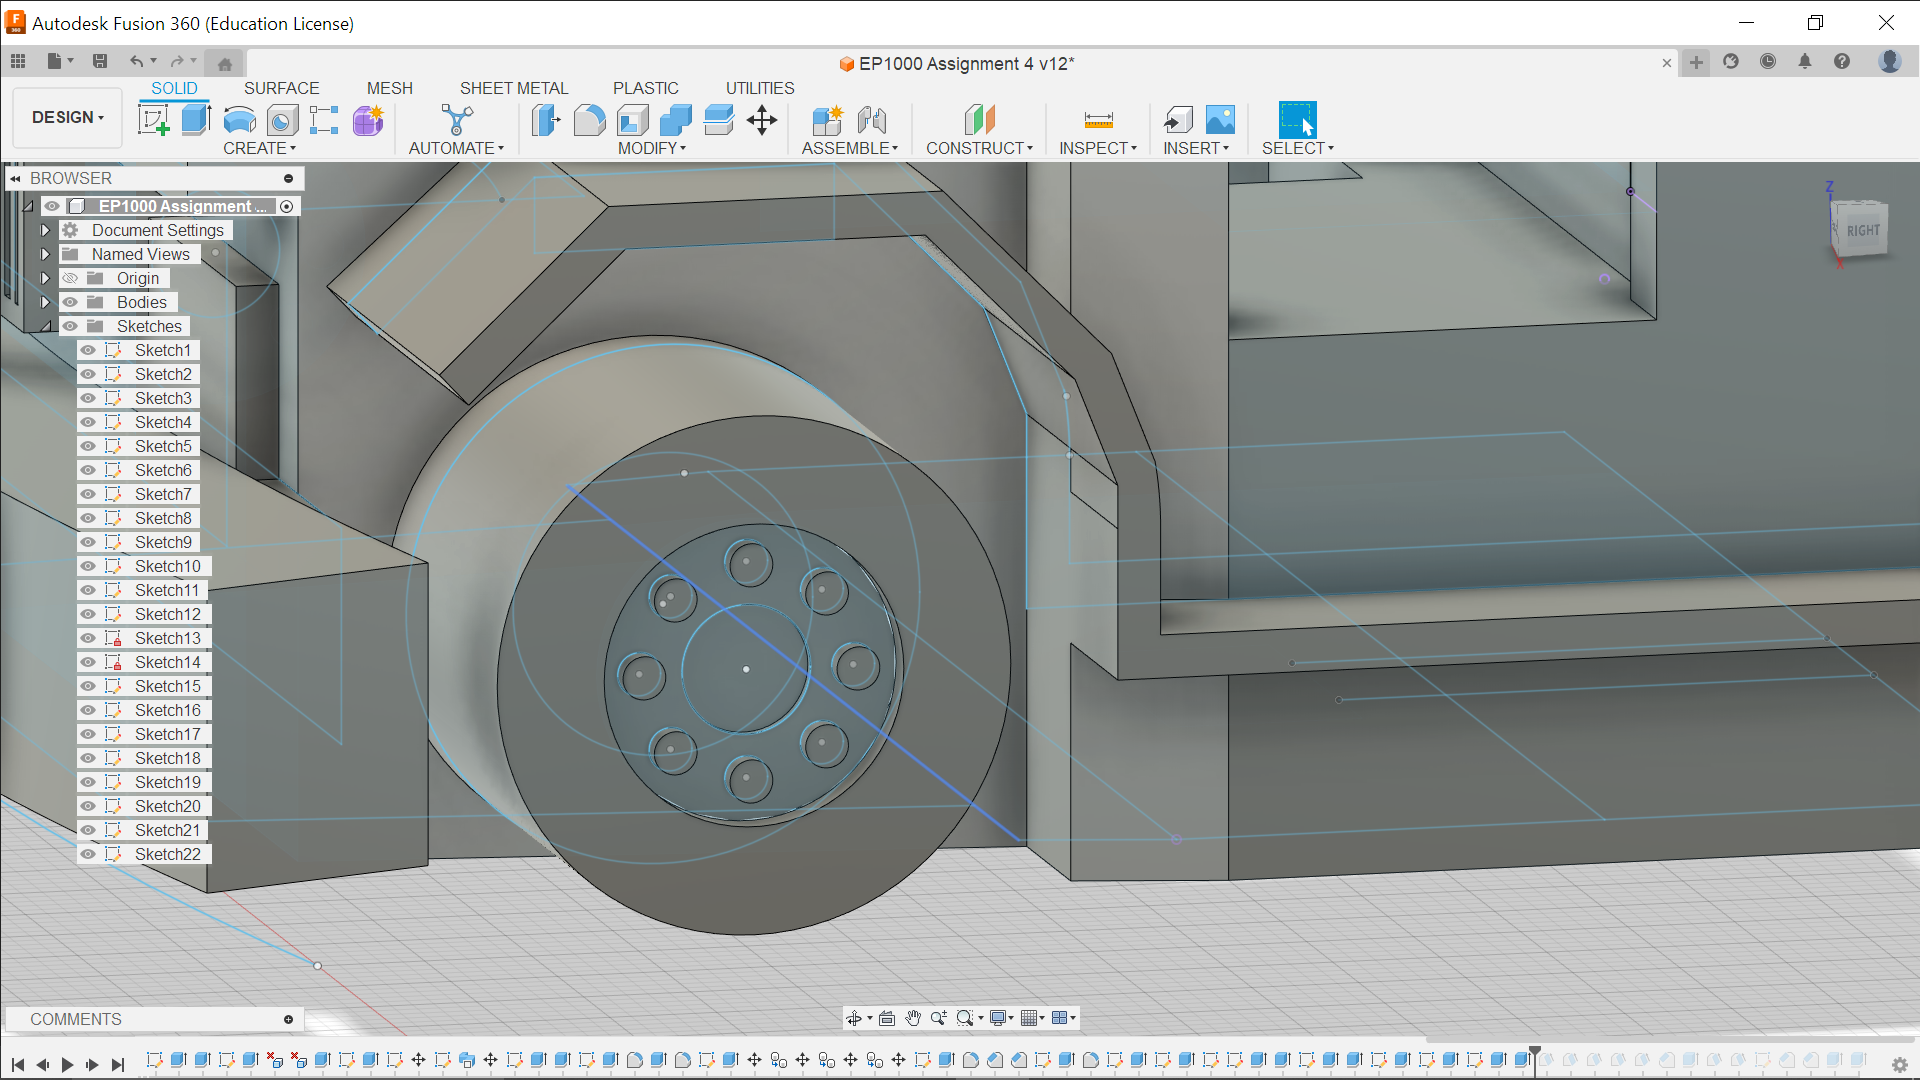 Autodesk Fusion 360 (Education License)
EP1000 Assignment 4 v12*
SOLID SURFACE MESH SHEET METAL PLASTIC UTILITIES
DESIGN
CREATE AUTOMATE MODIFY ASSEMBLE CONSTRUCT INSPECT INSERT SELECT
BROWSER
EP1000 Assignment ...
Document Settings
Named Views
Origin
Bodies
Sketches
Sketch1
Sketch2
Sketch3
Sketch4
Sketch5
Sketch6
Sketch7
Sketch8
Sketch9
Sketch10
Sketch11
Sketch12
Sketch13
Sketch14
Sketch15
Sketch16
Sketch17
Sketch18
Sketch19
Sketch20
Sketch21
Sketch22
Z
RIGHT
X
COMMENTS